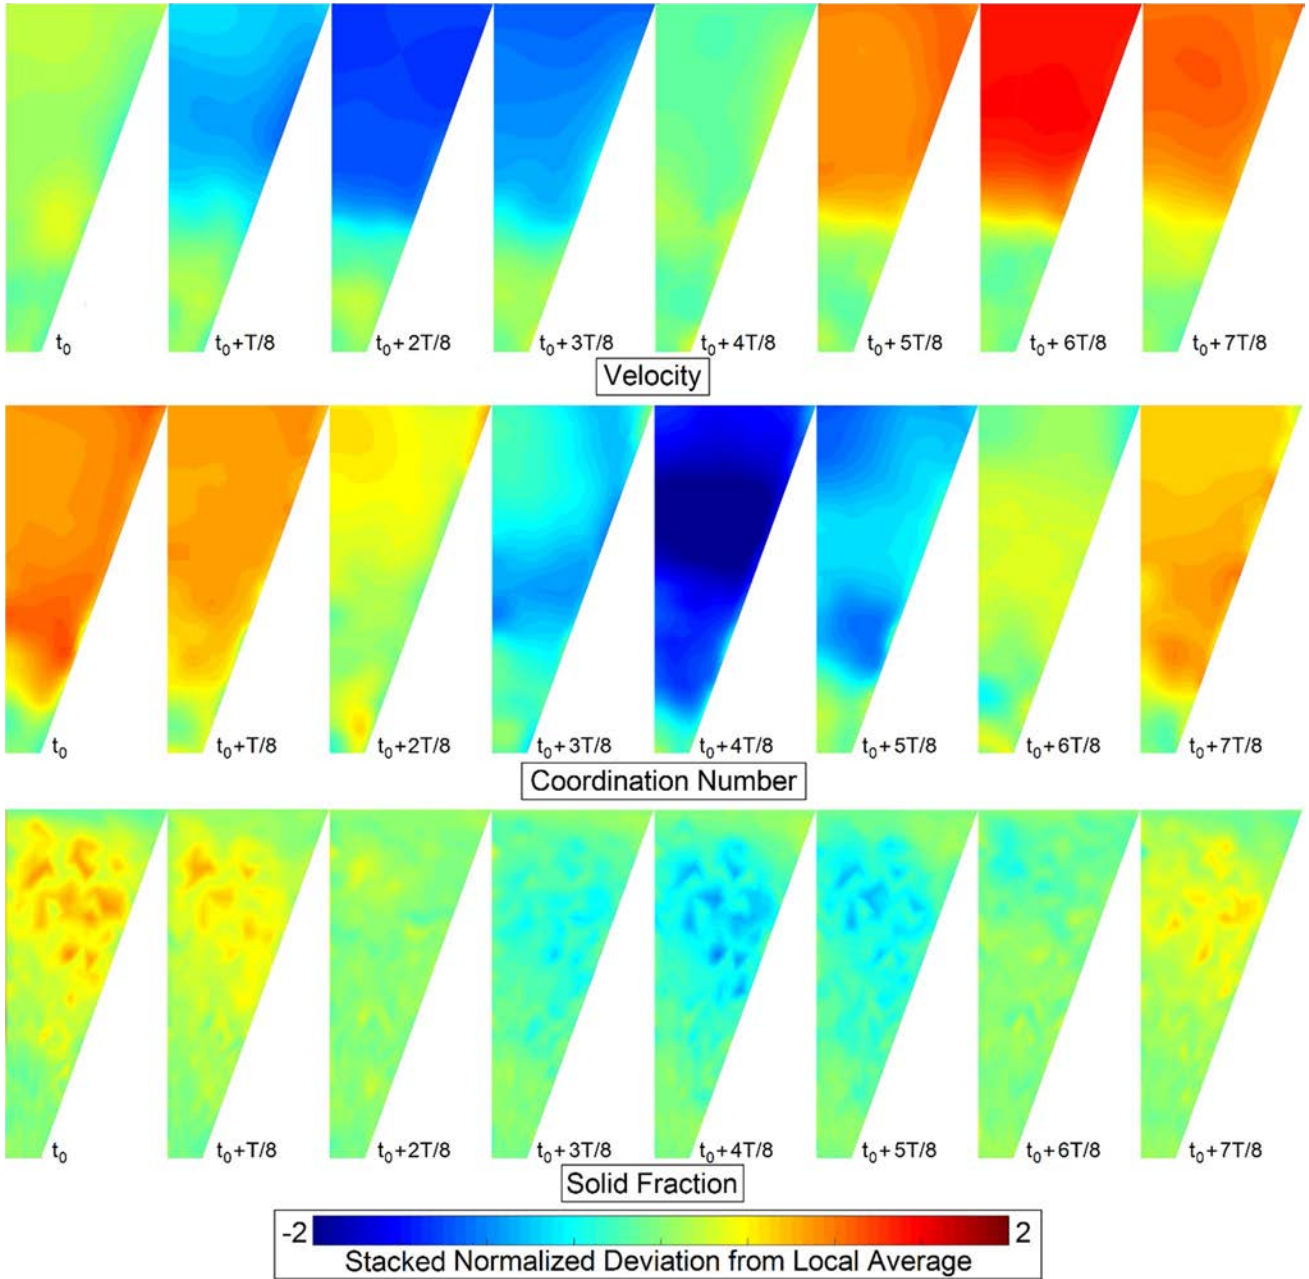 t₀ t₀+T/8 t₀+2T/8 t₀+3T/8 t₀+4T/8 t₀+5T/8 t₀+6T/8 t₀+7T/8
Velocity
t₀ t₀+T/8 t₀+2T/8 t₀+3T/8 t₀+4T/8 t₀+5T/8 t₀+6T/8 t₀+7T/8
Coordination Number
t₀ t₀+T/8 t₀+2T/8 t₀+3T/8 t₀+4T/8 t₀+5T/8 t₀+6T/8 t₀+7T/8
Solid Fraction
-2 2
Stacked Normalized Deviation from Local Average